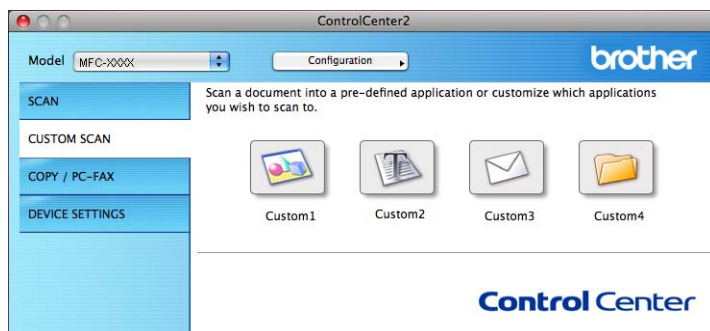 ControlCenter2
Model MFC-XXXX Configuration brother
SCAN
CUSTOM SCAN
COPY / PC-FAX
DEVICE SETTINGS
Scan a document into a pre-defined application or customize which applications
you wish to scan to.
Custom1 Custom2 Custom3 Custom4
Control Center